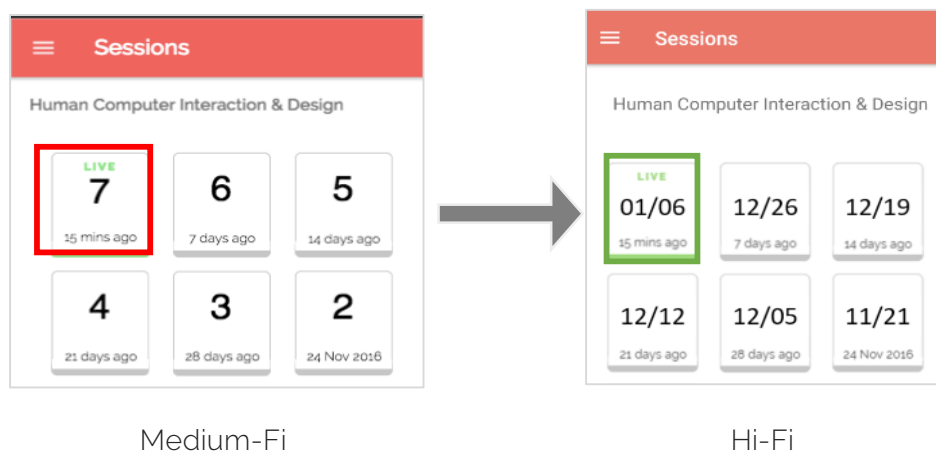 Sessions
Human Computer Interaction & Design
LIVE
7 6 5
15 mins ago 7 days ago 14 days ago
4 3 2
21 days ago 28 days ago 24 Nov 2016
Medium-Fi
Sessions
Human Computer Interaction & Design
LIVE
01/06 12/26 12/19
15 mins ago 7 days ago 14 days ago
12/12 12/05 11/21
21 days ago 28 days ago 24 Nov 2016
Hi-Fi